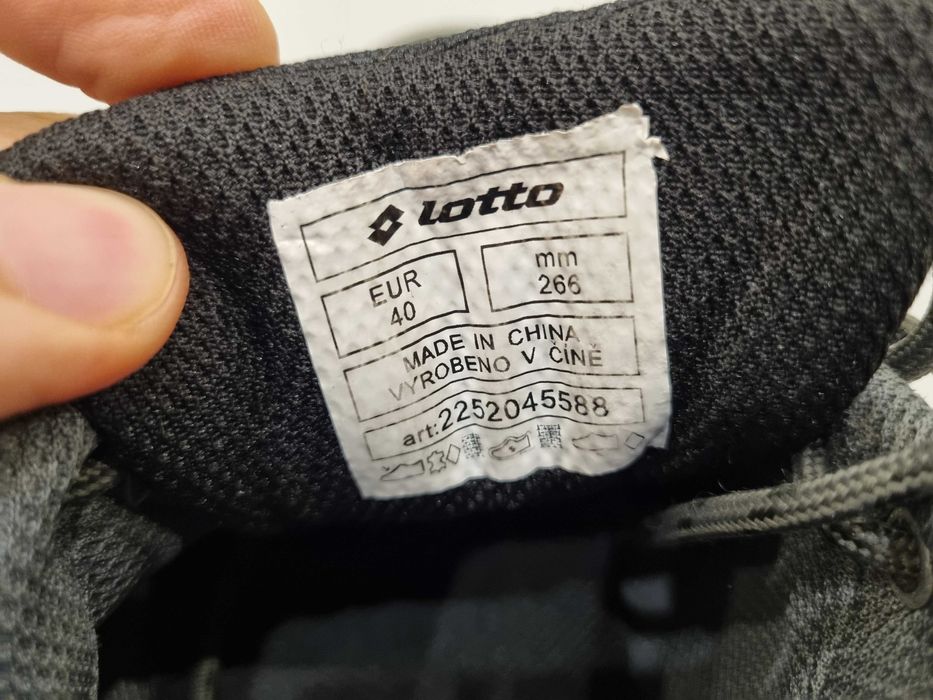 lotto
EUR
40
mm
266
MADE IN CHINA
VYROBENO V ČÍNĚ
art:2252045588